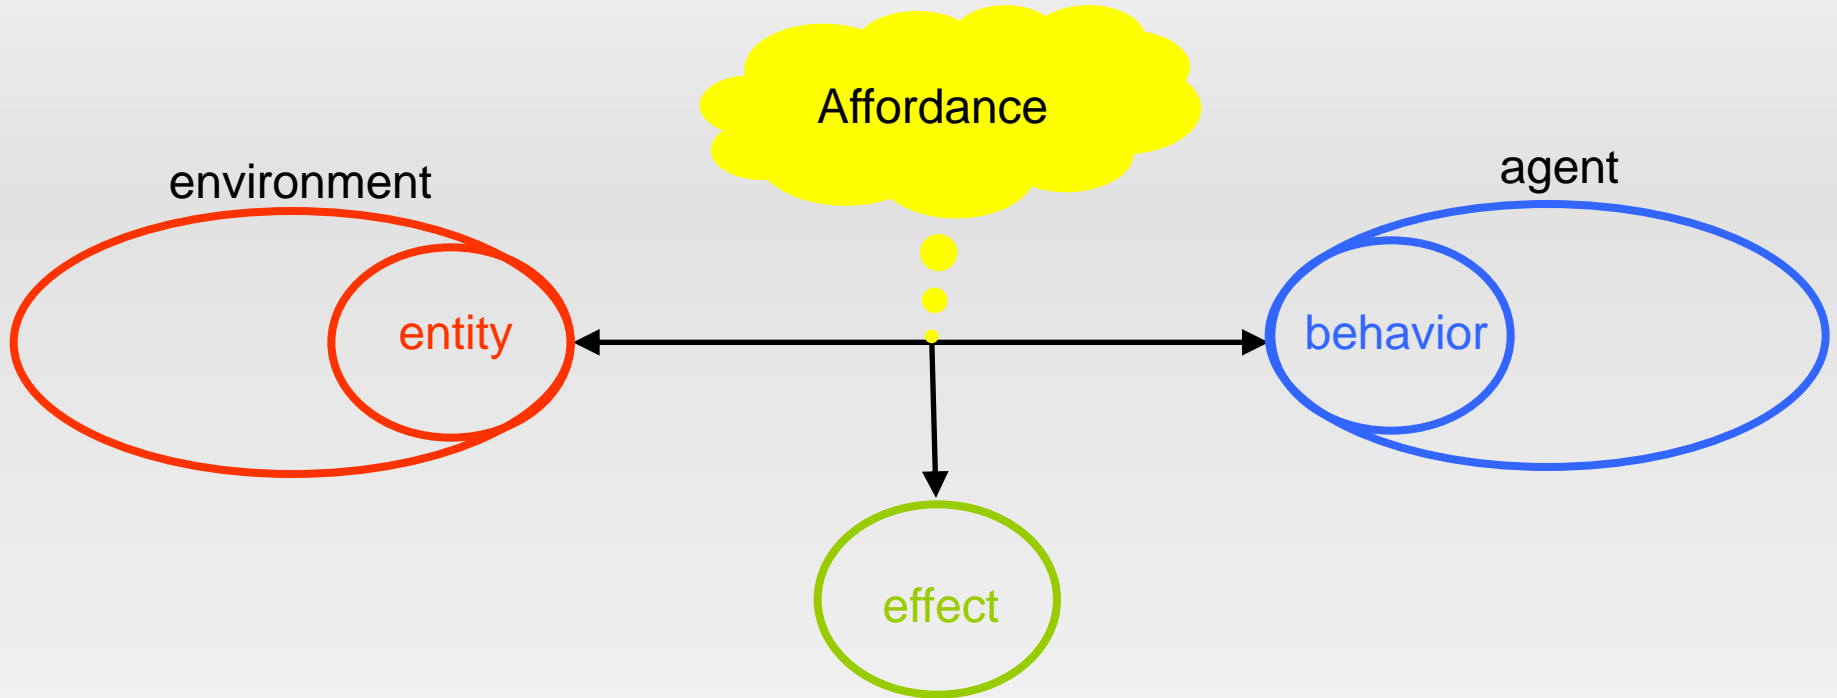 Affordance
environment
agent
entity
behavior
effect